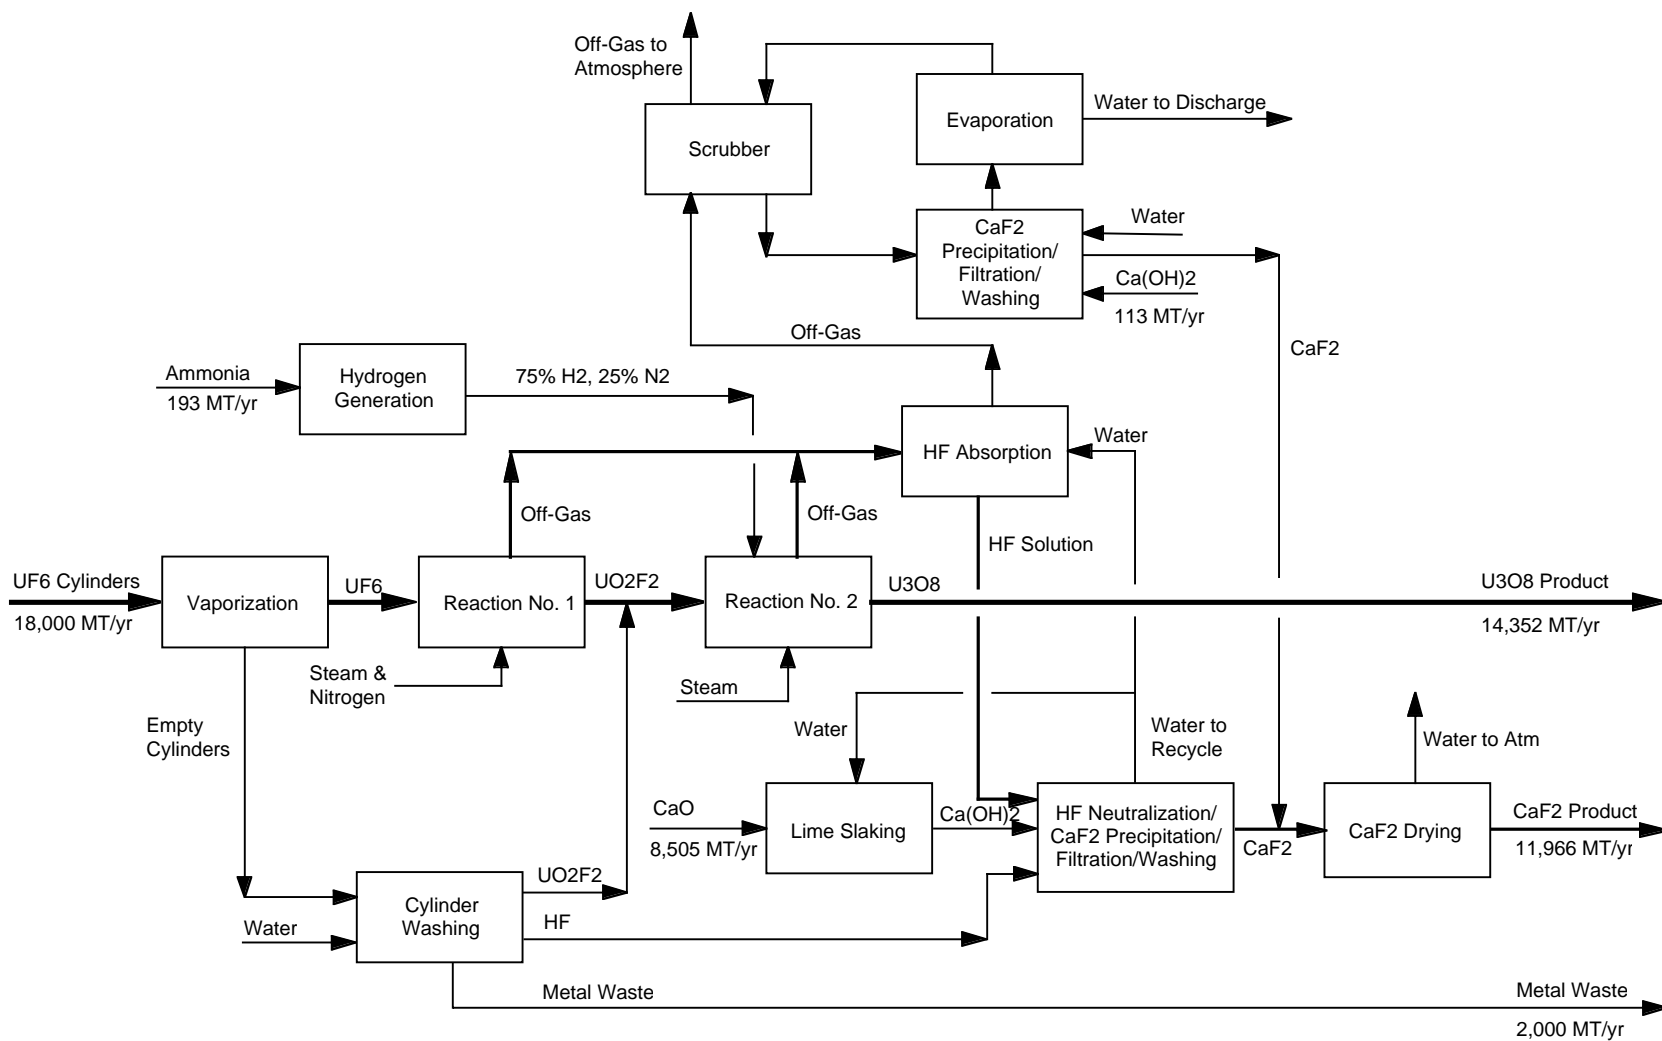 Off-Gas to
Atmosphere
Scrubber
Evaporation
Water to Discharge
CaF2
Precipitation/
Filtration/
Washing
Water
Ca(OH)2
113 MT/yr
Off-Gas
CaF2
Ammonia
193 MT/yr
Hydrogen
Generation
75% H2, 25% N2
HF Absorption
Water
Off-Gas
Off-Gas
HF Solution
UF6 Cylinders
18,000 MT/yr
Vaporization
UF6
Reaction No. 1
UO2F2
Reaction No. 2
U3O8
U3O8 Product
14,352 MT/yr
Steam &
Nitrogen
Steam
Empty
Cylinders
Water
Water to
Recycle
Water to Atm
CaO
8,505 MT/yr
Lime Slaking
Ca(OH)2
HF Neutralization/
CaF2 Precipitation/
Filtration/Washing
CaF2
CaF2 Drying
CaF2 Product
11,966 MT/yr
UO2F2
Cylinder
Washing
Water
HF
Metal Waste
Metal Waste
2,000 MT/yr